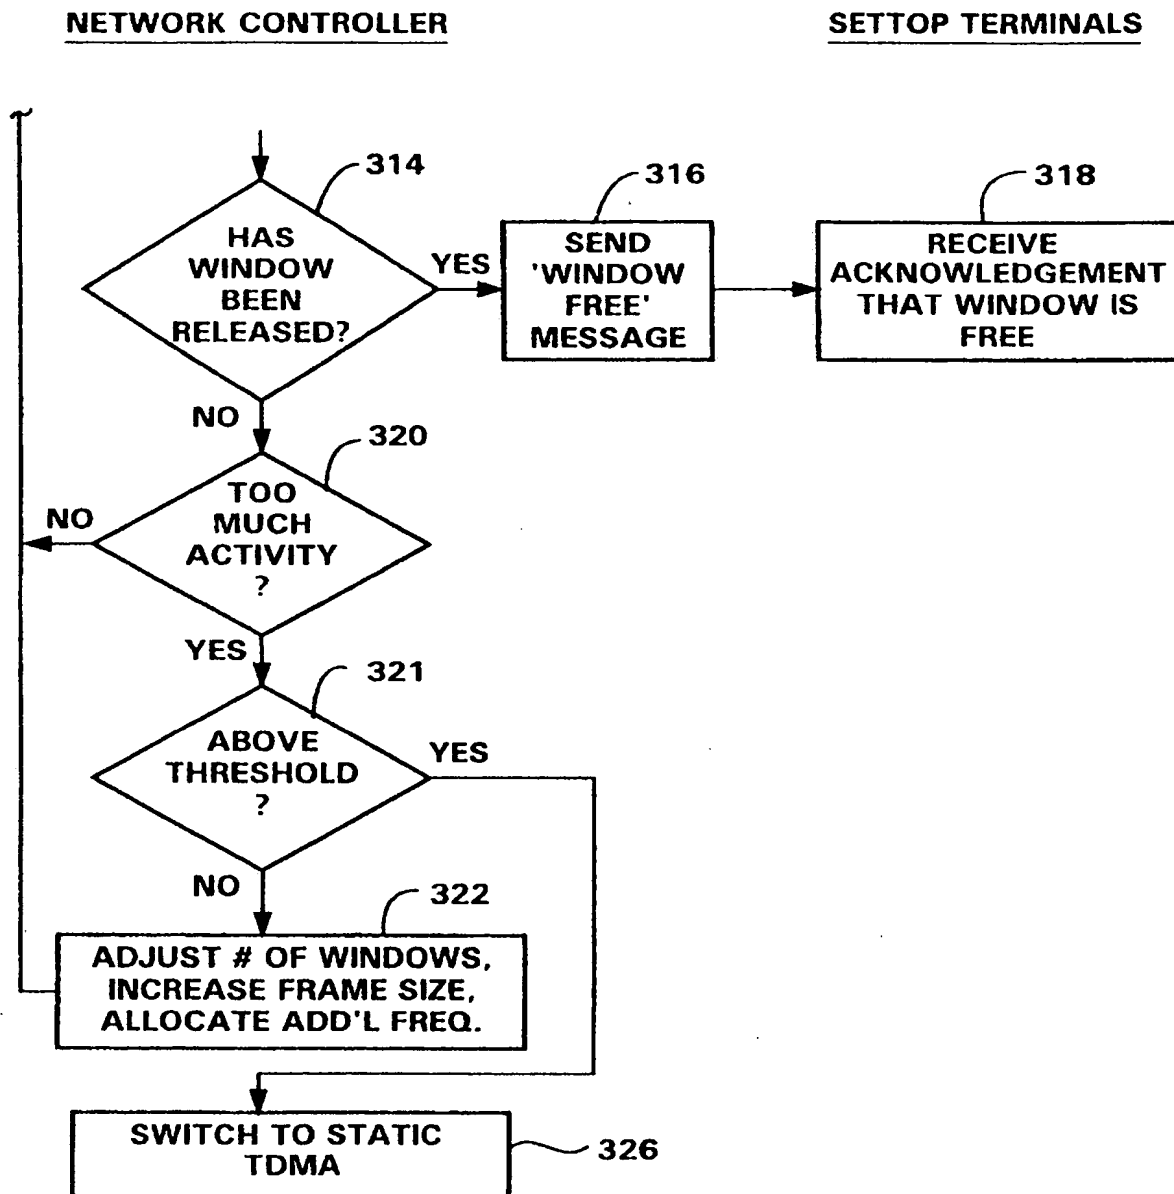 NETWORK CONTROLLER
SETTOP TERMINALS
314
HAS
WINDOW
BEEN
RELEASED?
YES
316
SEND
'WINDOW
FREE'
MESSAGE
318
RECEIVE
ACKNOWLEDGEMENT
THAT WINDOW IS
FREE
NO
320
TOO
MUCH
ACTIVITY
?
NO
YES
321
ABOVE
THRESHOLD
?
YES
NO
322
ADJUST # OF WINDOWS,
INCREASE FRAME SIZE,
ALLOCATE ADD'L FREQ.
SWITCH TO STATIC
TDMA
326